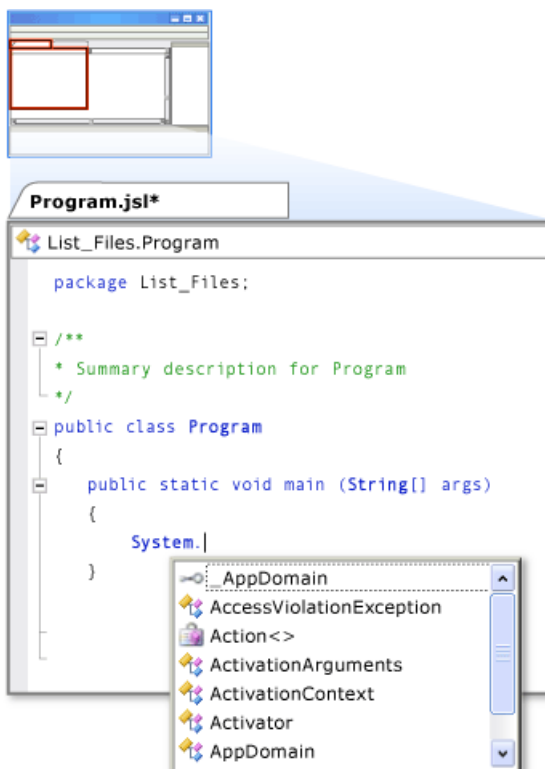 Program.jsl*
List_Files.Program
package List_Files;
/**
* Summary description for Program
*/
public class Program
{
public static void main (String[] args)
{
System.
}
_AppDomain
AccessViolationException
Action<>
ActivationArguments
ActivationContext
Activator
AppDomain